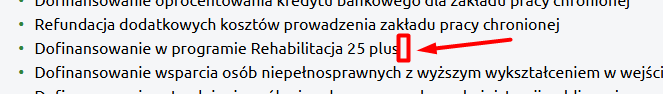 Dofinansowanie oprocentowania kredytu bankowego dla zakładu pracy chronionej
Refundacja dodatkowych kosztów prowadzenia zakładu pracy chronionej
Dofinansowanie w programie Rehabilitacja 25 plus
Dofinansowanie wsparcia osób niepełnosprawnych z wyższym wykształceniem w wejści